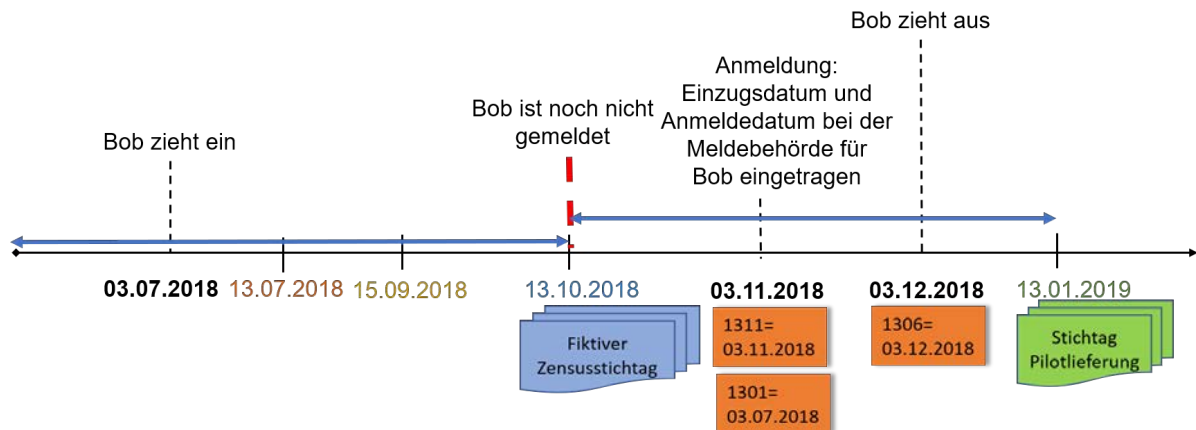 Bob zieht aus
Anmeldung:
Einzugsdatum und
Anmeldedatum bei der
Meldebehörde für
Bob eingetragen
Bob ist noch nicht
gemeldet
Bob zieht ein
03.07.2018
13.07.2018
15.09.2018
13.10.2018
03.11.2018
03.12.2018
13.01.2019
Fiktiver
Zensusstichtag
1311=
03.11.2018
1301=
03.07.2018
1306=
03.12.2018
Stichtag
Pilotlieferung